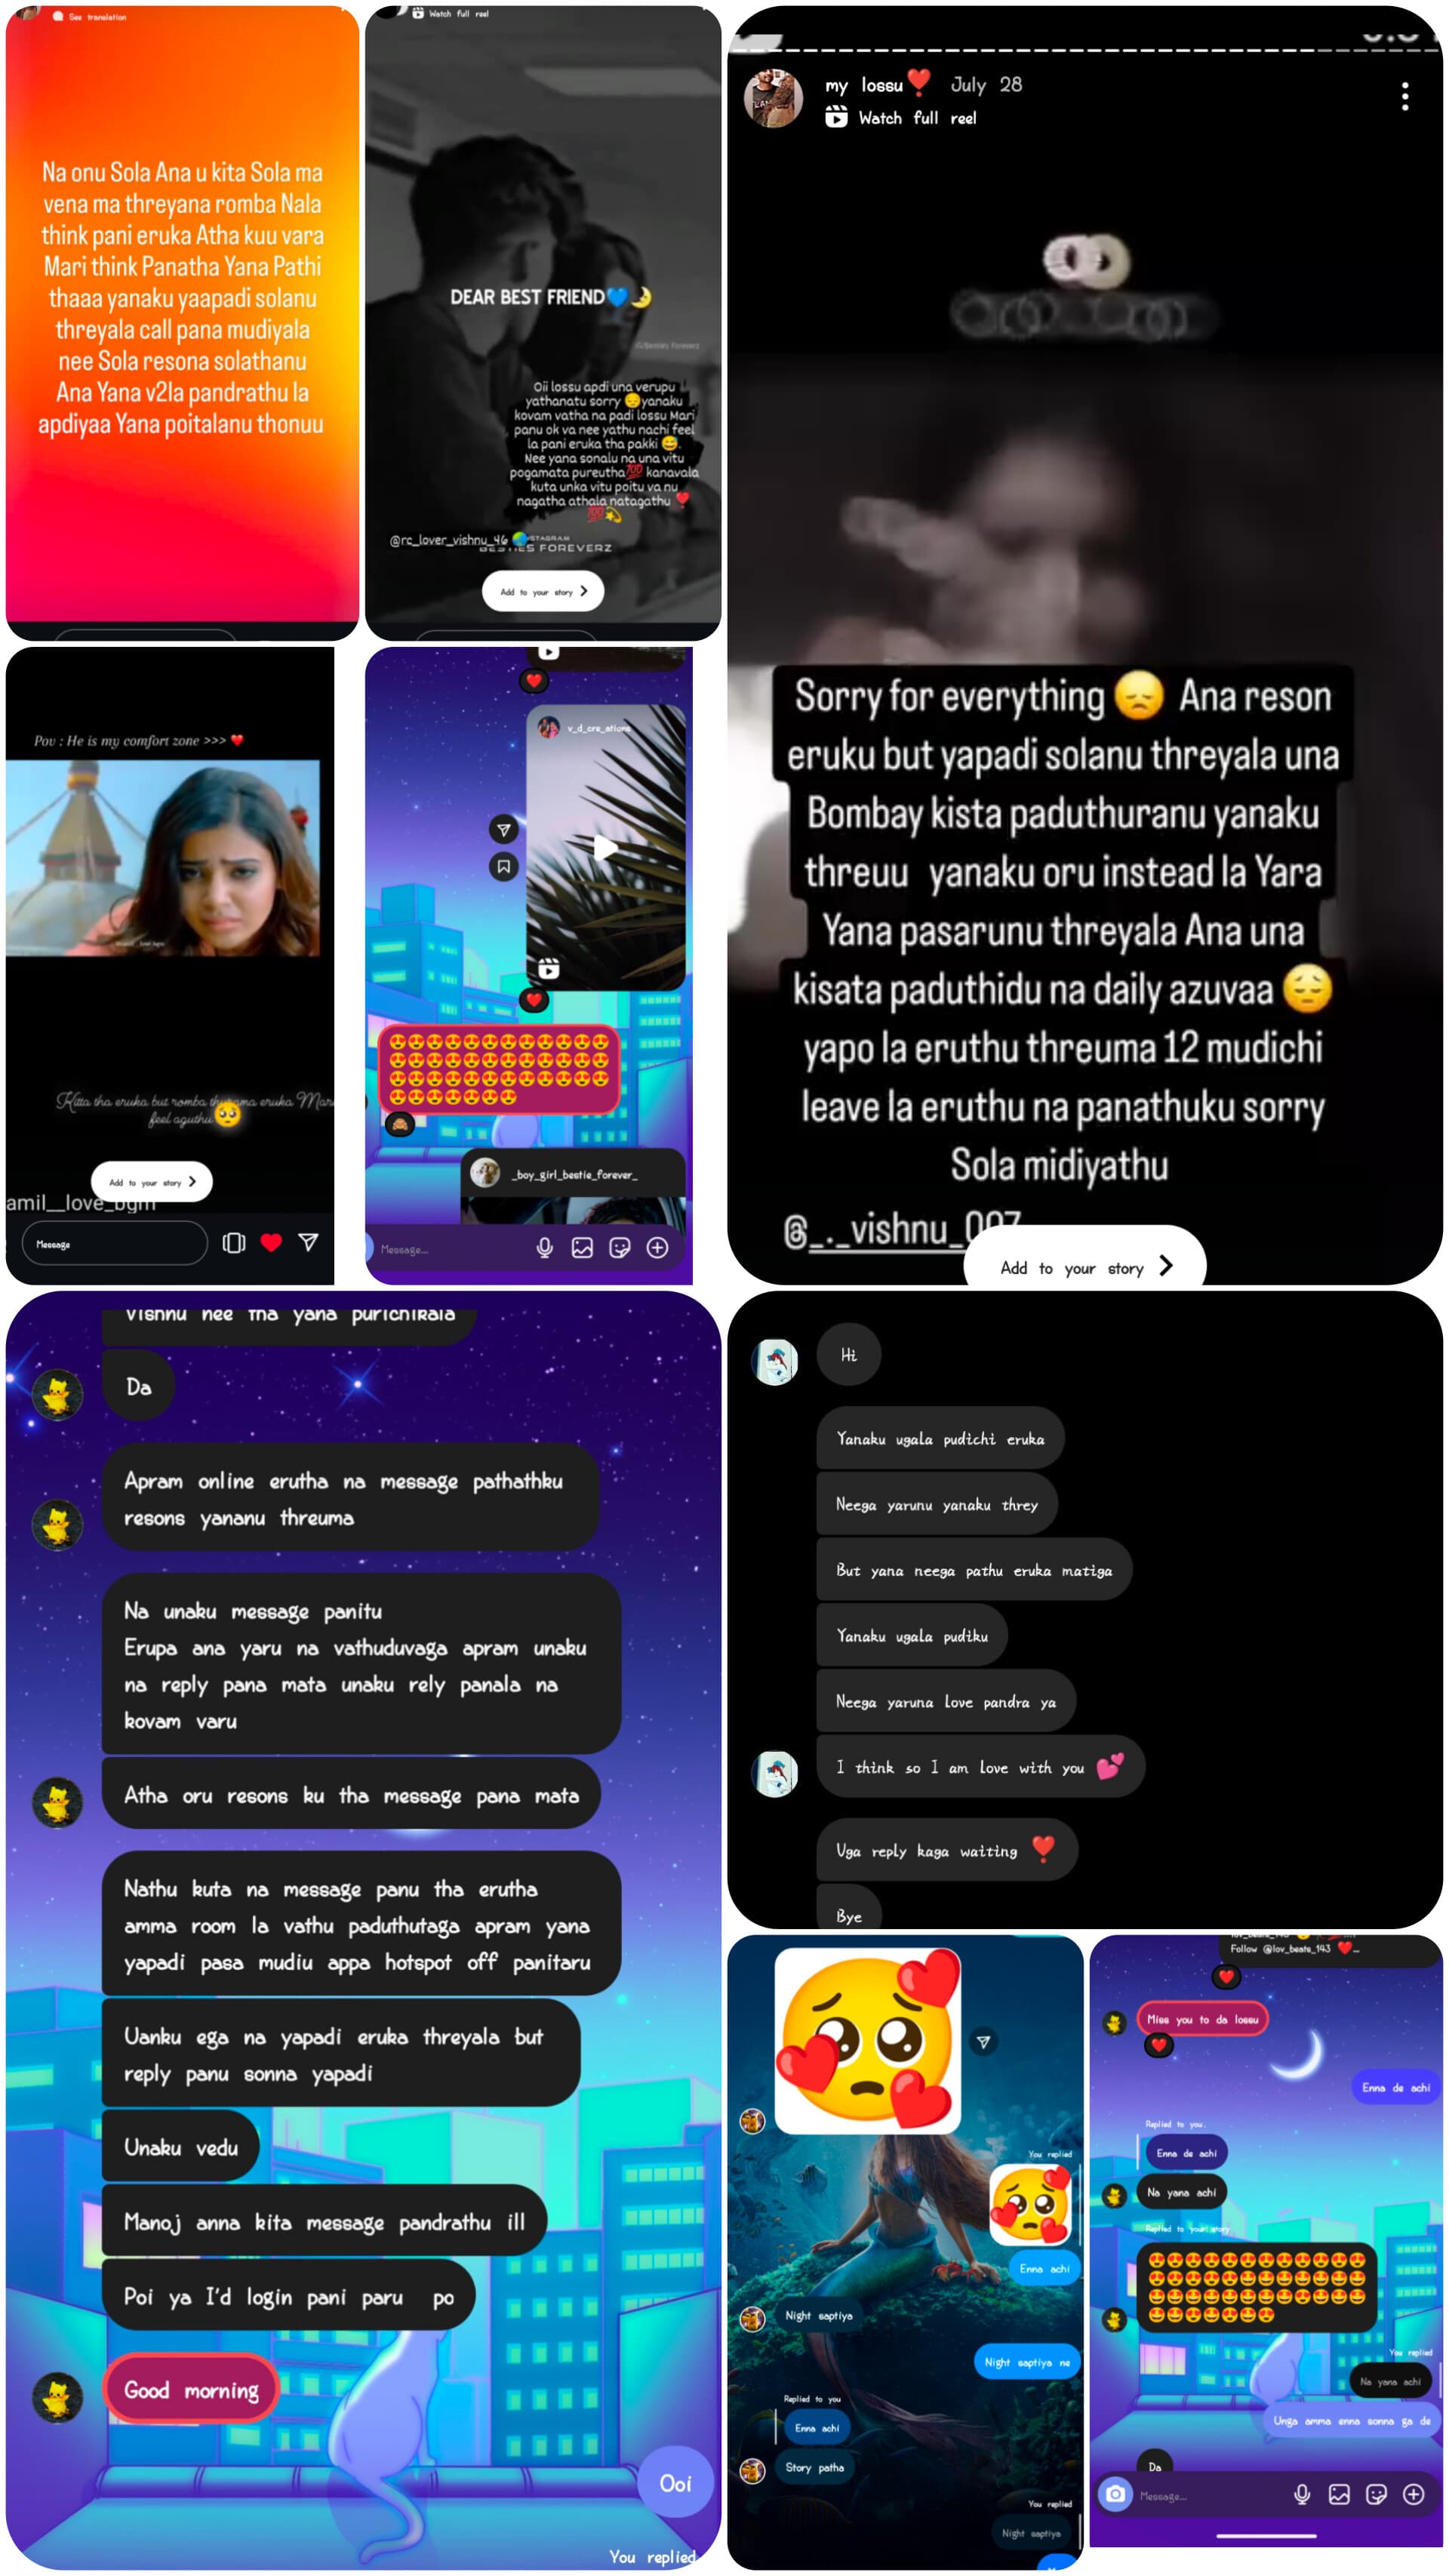 See translation
Na onu Sola Ana u kita Sola ma
vena ma threyana romba Nala
think pani eruka Atha kuu vara
Mari think Panatha Yana Pathi
thaaa yanaku yaapadi solanu
threyala call pana mudiyala
nee Sola resona solathanu
Ana Yana v2la pandrathu la
apdiyaa Yana poitalanu thonuu
Watch full reel
DEAR BEST FRIEND💙🌙
Oii lossu apdi una verupu
yathanatu sorry 😔yanaku
kovam vatha na padi lossu Mari
panu ok va nee yathu nachi feel
la pani eruka tha pakki 😅.
Nee yana sonalu na una vitu
pogamata pureutha💯 kanavala
kuta unka vitu poitu va nu
nagatha athala natagathu ❣️
💯💫
@rc_lover_vishnu_46 🌏
BESTIES FOREVERZ
Add to your story
my lossu❣️ July 28
Watch full reel
Sorry for everything 😞 Ana reson
eruku but yapadi solanu threyala una
Bombay kista paduthuranu yanaku
threuu yanaku oru instead la Yara
Yana pasarunu threyala Ana una
kisata paduthidu na daily azuvaa 😔
yapo la eruthu threuma 12 mudichi
leave la eruthu na panathuku sorry
Sola midiyathu
@_._vishnu_007
Add to your story
Pov : He is my comfort zone >>> ❤️
Kitta tha eruka but romba thurama eruka Mari
feel aguthu🥺
Add to your story
amil__love_bgm
Message
❤️
v_d_cre_ations
❤️
😍😍😍😍😍😍😍😍😍😍😍😍
😍😍😍😍😍😍😍😍😍😍😍😍
😍😍😍😍😍😍😍😍😍😍😍😍
😍😍😍😍😍😍😍
🙈
_boy_girl_bestie_forever_
Message...
Vishnu nee tha yana purichikala
Da
Apram online erutha na message pathathku
resons yananu threuma
Na unaku message panitu
Erupa ana yaru na vathuduvaga apram unaku
na reply pana mata unaku rely panala na
kovam varu
Atha oru resons ku tha message pana mata
Nathu kuta na message panu tha erutha
amma room la vathu paduthutaga apram yana
yapadi pasa mudiu appa hotspot off panitaru
Uanku ega na yapadi eruka threyala but
reply panu sonna yapadi
Unaku vedu
Manoj anna kita message pandrathu ill
Poi ya I'd login pani paru po
Good morning
Ooi
You replied
Hi
Yanaku ugala pudichi eruka
Neega yarunu yanaku threy
But yana neega pathu eruka matiga
Yanaku ugala pudiku
Neega yaruna love pandra ya
I think so I am love with you 💕
Uga reply kaga waiting ❣️
Bye
You replied
Enna achi
Night saptiya
Night saptiya ne
Replied to you
Enna achi
Story patha
You replied
Night saptiya
Follow @lov_beats_143 ❤️...
❤️
Miss you to da lossu
❤️
Enna de achi
Replied to you
Enna de achi
Na yana achi
Replied to your story
😍😍😍😍😍😍😍😍😍😍😍😍
😍😍😍😍😍🤩🤩🤩🤩🤩🤩🤩
🤩🤩🤩🤩🤩🤩🤩😍🤩🤩🤩🤩
🤩🤩😍🤩😍🤩😍
You replied
Na yana achi
Unga amma enna sonna ga de
Da
Message...